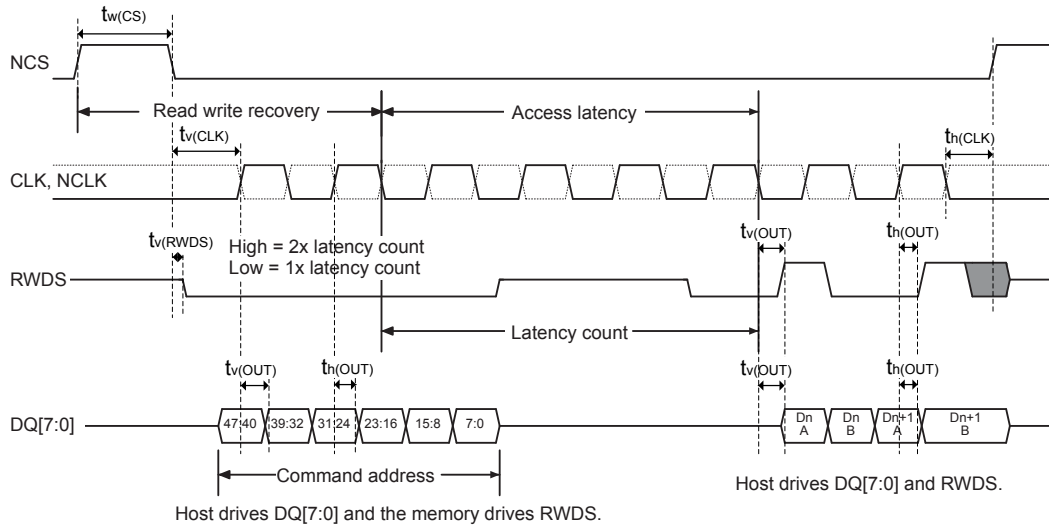 tw(CS)
NCS
Read write recovery
Access latency
tv(CLK)
th(CLK)
CLK, NCLK
tv(RWDS)
High = 2x latency count
Low = 1x latency count
tv(OUT)
th(OUT)
RWDS
Latency count
tv(OUT)
th(OUT)
tv(OUT)
th(OUT)
DQ[7:0]
47:40
39:32
31:24
23:16
15:8
7:0
Dn
A
Dn
B
Dn+1
A
Dn+1
B
Command address
Host drives DQ[7:0] and RWDS.
Host drives DQ[7:0] and the memory drives RWDS.